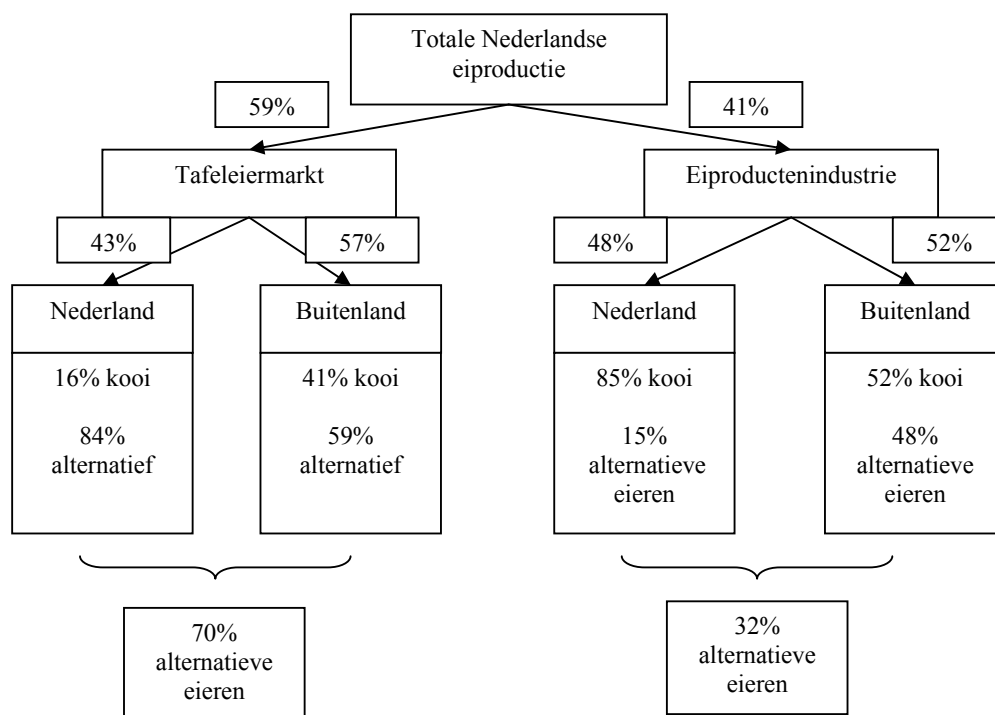 Totale Nederlandse
eiproductie
59%
41%
Tafeleiermarkt
Eiproductenindustrie
43%
57%
48%
52%
Nederland
Buitenland
Nederland
Buitenland
16% kooi
84%
alternatief
41% kooi
59%
alternatief
85% kooi
15%
alternatieve
eieren
52% kooi
48%
alternatieve
eieren
70%
alternatieve
eieren
32%
alternatieve
eieren